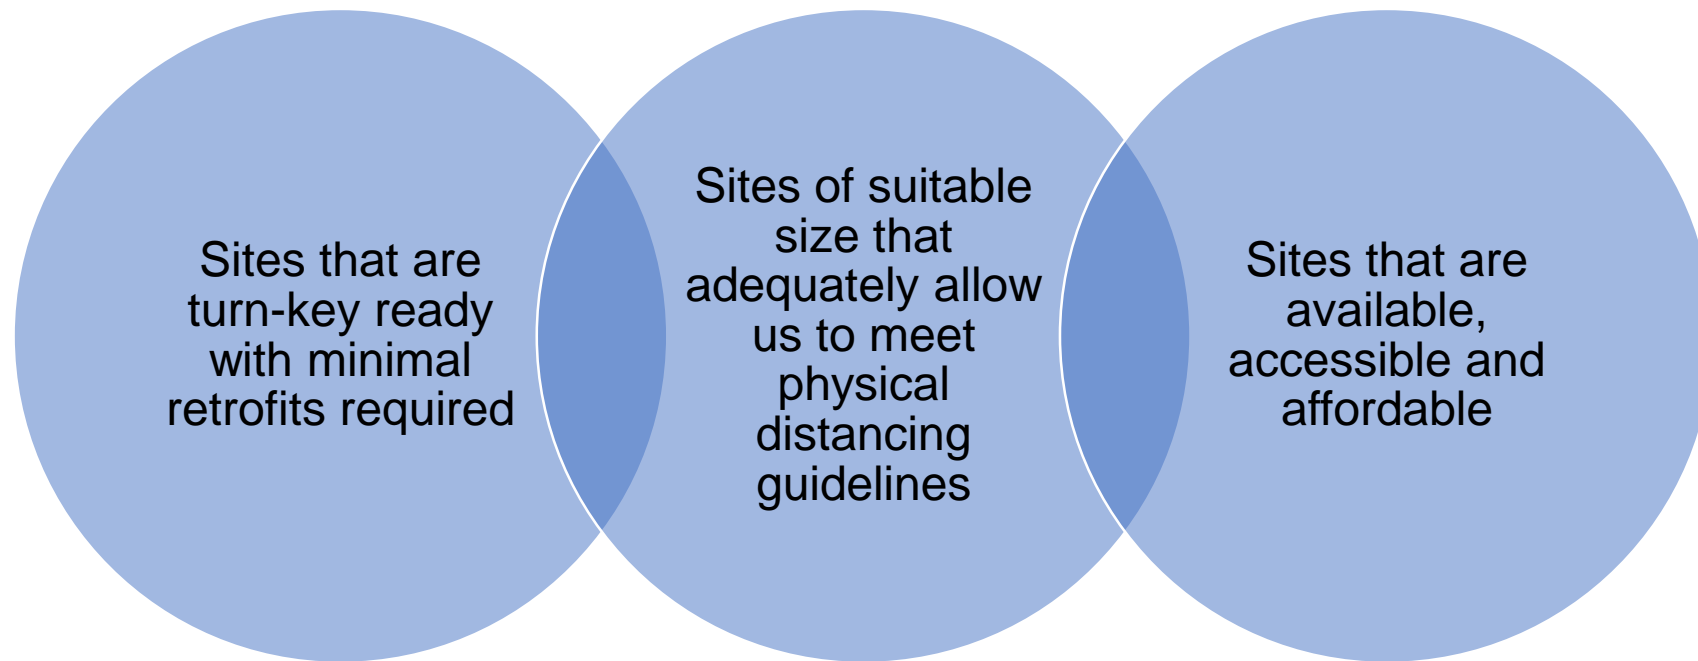 Sites that are
turn-key ready
with minimal
retrofits required
Sites of suitable
size that
adequately allow
us to meet
physical
distancing
guidelines
Sites that are
available,
accessible and
affordable